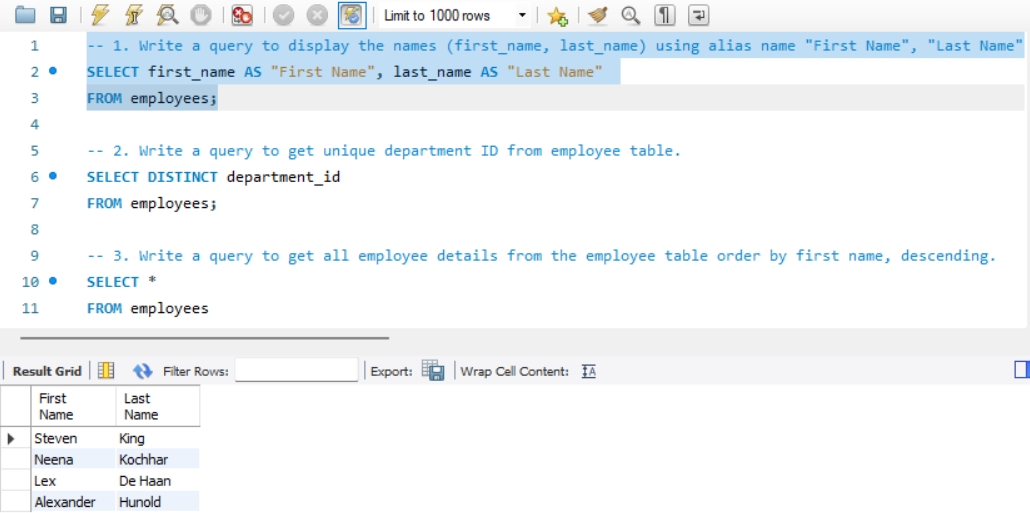 Limit to 1000 rows
1 -- 1. Write a query to display the names (first_name, last_name) using alias name "First Name", "Last Name"
2 SELECT first_name AS "First Name", last_name AS "Last Name"
3 FROM employees;
4
5 -- 2. Write a query to get unique department ID from employee table.
6 SELECT DISTINCT department_id
7 FROM employees;
8
9 -- 3. Write a query to get all employee details from the employee table order by first name, descending.
10 SELECT *
11 FROM employees
Result Grid Filter Rows: Export: Wrap Cell Content: IA
First Last
Name Name
Steven King
Neena Kochhar
Lex De Haan
Alexander Hunold